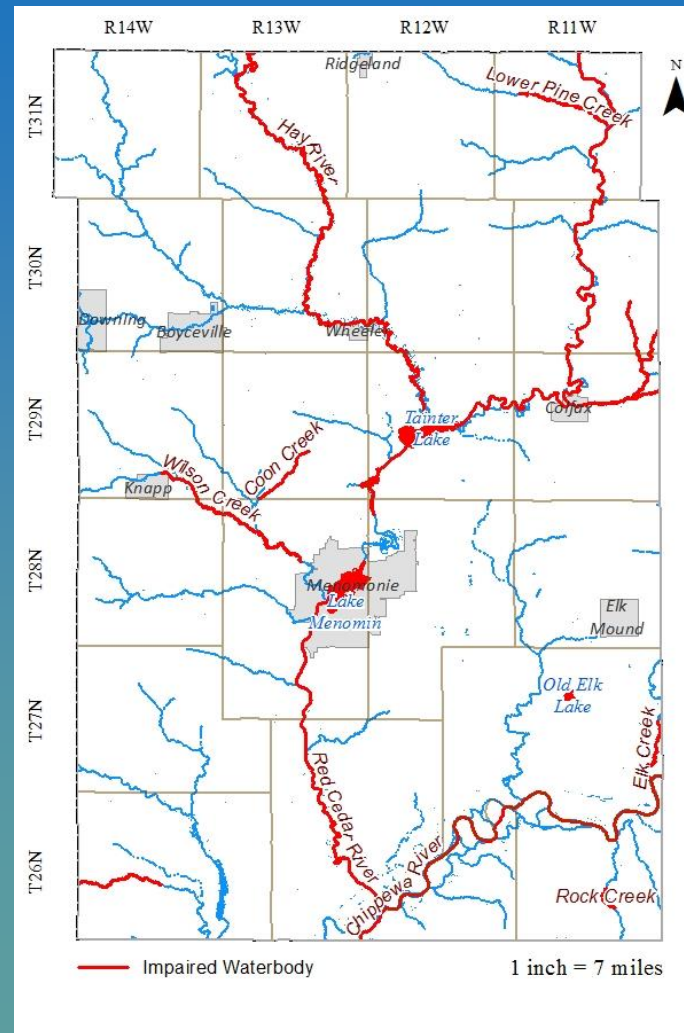 R14W R13W R12W R11W
N
Ridgeland
Lower Pine Creek
T31N
Hay River
T30N
Downing
Boyceville
Wheeler
T29N
Colfax
Tainter
Lake
Coon Creek
Wilson Creek
Knapp
T28N
Menomonie
Lake
Menomin
Elk
Mound
Old Elk
Lake
T27N
Elk Creek
Red Cedar River
T26N
Chippewa River
Rock Creek
Impaired Waterbody
1 inch = 7 miles